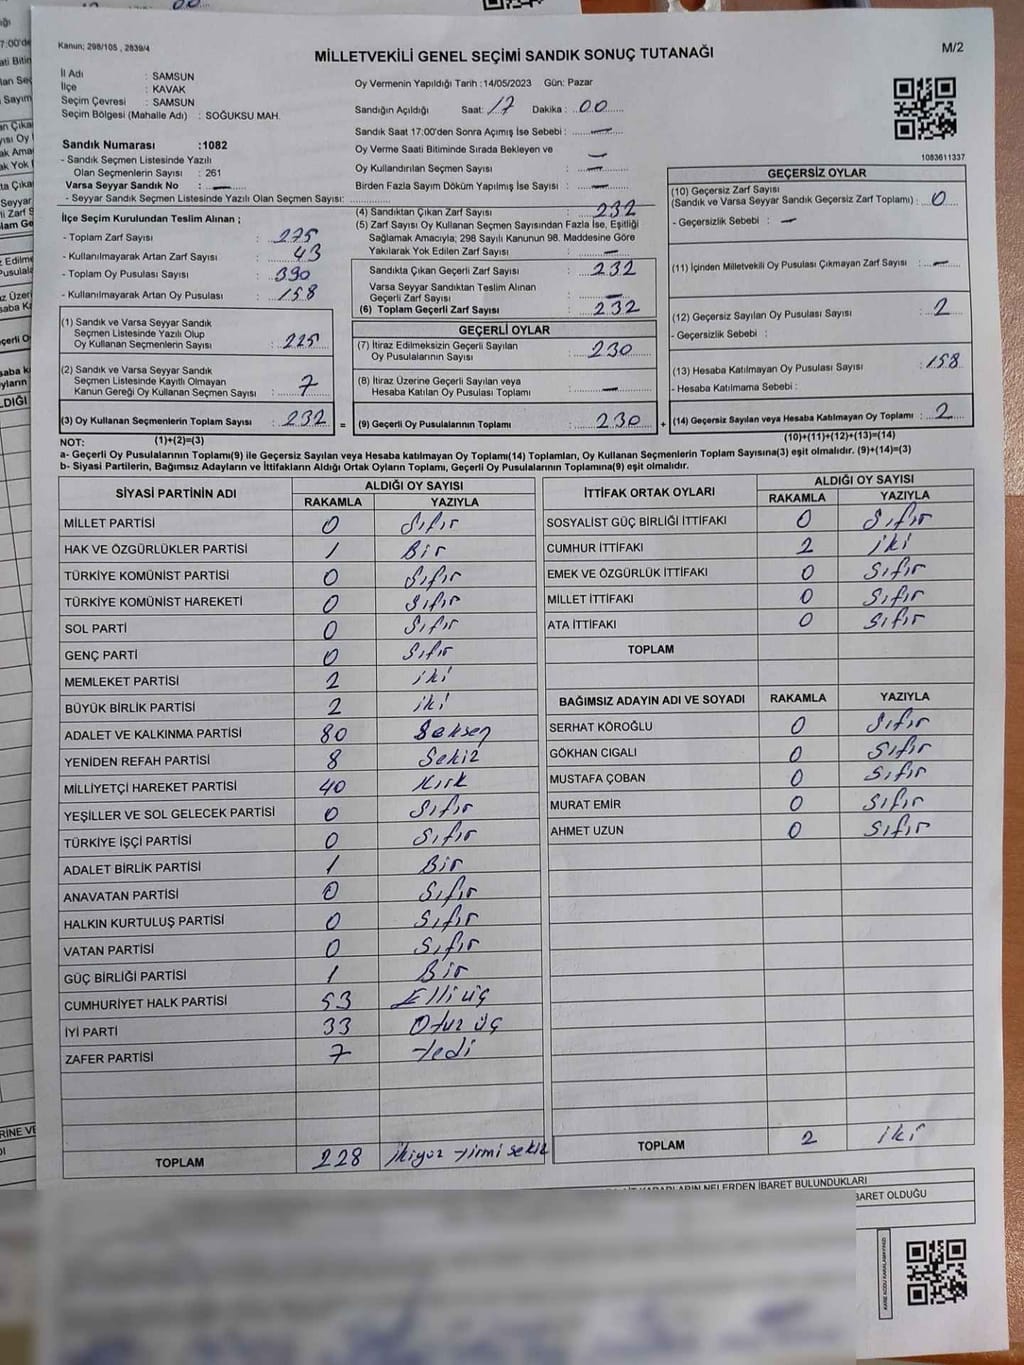 Kanun; 298/105 , 2839/4
MİLLETVEKİLİ GENEL SEÇİMİ SANDIK SONUÇ TUTANAĞI
M/2
İl Adı : SAMSUN
İlçe : KAVAK
Seçim Çevresi : SAMSUN
Seçim Bölgesi (Mahalle Adı) : SOĞUKSU MAH.
Oy Vermenin Yapıldığı Tarih :14/05/2023 Gün: Pazar
Sandığın Açıldığı Saat: 17 Dakika : 00
Sandık Saat 17:00'den Sonra Açımış İse Sebebi : —
Oy Verme Saati Bitiminde Sırada Bekleyen ve
Oy Kullandırılan Seçmen Sayısı : —
Birden Fazla Sayım Döküm Yapılmış İse Sayısı : —
1083611337
Sandık Numarası :1082
- Sandık Seçmen Listesinde Yazılı
Olan Seçmenlerin Sayısı : 261
Varsa Seyyar Sandık No : —
- Seyyar Sandık Seçmen Listesinde Yazılı Olan Seçmen Sayısı:
İlçe Seçim Kurulundan Teslim Alınan ;
- Toplam Zarf Sayısı : 275
- Kullanılmayarak Artan Zarf Sayısı : 43
- Toplam Oy Pusulası Sayısı : 390
- Kullanılmayarak Artan Oy Pusulası : 158
(1) Sandık ve Varsa Seyyar Sandık
Seçmen Listesinde Yazılı Olup
Oy Kullanan Seçmenlerin Sayısı : 225
(2) Sandık ve Varsa Seyyar Sandık
Seçmen Listesinde Kayıtlı Olmayan
Kanun Gereği Oy Kullanan Seçmen Sayısı : 7
(3) Oy Kullanan Seçmenlerin Toplam Sayısı : 232 =
(4) Sandıktan Çıkan Zarf Sayısı : 232
(5) Zarf Sayısı Oy Kullanan Seçmen Sayısından Fazla İse, Eşitliği
Sağlamak Amacıyla; 298 Sayılı Kanunun 98. Maddesine Göre
Yakılarak Yok Edilen Zarf Sayısı : —
Sandıkta Çıkan Geçerli Zarf Sayısı : 232
Varsa Seyyar Sandıktan Teslim Alınan
Geçerli Zarf Sayısı : —
(6) Toplam Geçerli Zarf Sayısı : 232
GEÇERLİ OYLAR
(7) İtiraz Edilmeksizin Geçerli Sayılan
Oy Pusulalarının Sayısı : 230
(8) İtiraz Üzerine Geçerli Sayılan veya
Hesaba Katılan Oy Pusulası Toplamı : —
(9) Geçerli Oy Pusulalarının Toplamı : 230 +
GEÇERSİZ OYLAR
(10) Geçersiz Zarf Sayısı
(Sandık ve Varsa Seyyar Sandık Geçersiz Zarf Toplamı) : 0
- Geçersizlik Sebebi : —
(11) İçinden Milletvekili Oy Pusulası Çıkmayan Zarf Sayısı : —
(12) Geçersiz Sayılan Oy Pusulası Sayısı : 2
- Geçersizlik Sebebi :
(13) Hesaba Katılmayan Oy Pusulası Sayısı : 158
- Hesaba Katılmama Sebebi :
(14) Geçersiz Sayılan veya Hesaba Katılmayan Oy Toplamı : 2
NOT: (1)+(2)=(3) (10)+(11)+(12)+(13)=(14)
a- Geçerli Oy Pusulalarının Toplamı(9) ile Geçersiz Sayılan veya Hesaba katılmayan Oy Toplamı(14) Toplamları, Oy Kullanan Seçmenlerin Toplam Sayısına(3) eşit olmalıdır. (9)+(14)=(3)
b- Siyasi Partilerin, Bağımsız Adayların ve İttifakların Aldığı Ortak Oyların Toplamı, Geçerli Oy Pusulalarının Toplamına(9) eşit olmalıdır.
SİYASİ PARTİNİN ADI ALDIĞI OY SAYISI
RAKAMLA YAZIYLA
MİLLET PARTİSİ 0 Sıfır
HAK VE ÖZGÜRLÜKLER PARTİSİ 1 Bir
TÜRKİYE KOMÜNİST PARTİSİ 0 Sıfır
TÜRKİYE KOMÜNİST HAREKETİ 0 Sıfır
SOL PARTİ 0 Sıfır
GENÇ PARTİ 0 Sıfır
MEMLEKET PARTİSİ 2 iki
BÜYÜK BİRLİK PARTİSİ 2 iki
ADALET VE KALKINMA PARTİSİ 80 Seksen
YENİDEN REFAH PARTİSİ 8 Sekiz
MİLLİYETÇİ HAREKET PARTİSİ 40 Kırk
YEŞİLLER VE SOL GELECEK PARTİSİ 0 Sıfır
TÜRKİYE İŞÇİ PARTİSİ 0 Sıfır
ADALET BİRLİK PARTİSİ 1 Bir
ANAVATAN PARTİSİ 0 Sıfır
HALKIN KURTULUŞ PARTİSİ 0 Sıfır
VATAN PARTİSİ 0 Sıfır
GÜÇ BİRLİĞİ PARTİSİ 1 Bir
CUMHURİYET HALK PARTİSİ 53 Elli üç
İYİ PARTİ 33 Otuz üç
ZAFER PARTİSİ 7 Yedi
TOPLAM 228 İkiyüz Yirmi sekiz
İTTİFAK ORTAK OYLARI ALDIĞI OY SAYISI
RAKAMLA YAZIYLA
SOSYALİST GÜÇ BİRLİĞİ İTTİFAKI 0 Sıfır
CUMHUR İTTİFAKI 2 iki
EMEK VE ÖZGÜRLÜK İTTİFAKI 0 Sıfır
MİLLET İTTİFAKI 0 Sıfır
ATA İTTİFAKI 0 Sıfır
TOPLAM
BAĞIMSIZ ADAYIN ADI VE SOYADI RAKAMLA YAZIYLA
SERHAT KÖROĞLU 0 Sıfır
GÖKHAN CIGALI 0 Sıfır
MUSTAFA ÇOBAN 0 Sıfır
MURAT EMİR 0 Sıfır
AHMET UZUN 0 Sıfır
TOPLAM 2 iki
NELERDEN İBARET BULUNDUKLARI
BARET OLDUĞU